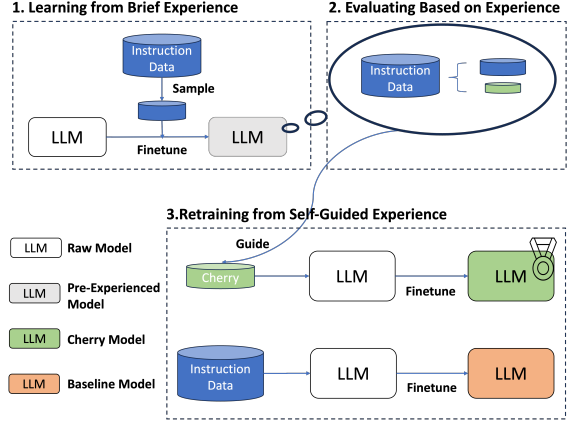 1. Learning from Brief Experience
Instruction
Data
Sample
LLM
Finetune
LLM
2. Evaluating Based on Experience
Instruction
Data
3.Retraining from Self-Guided Experience
Guide
Cherry
LLM
Finetune
LLM
Instruction
Data
LLM
Finetune
LLM
LLM Raw Model
LLM Pre-Experienced
Model
LLM Cherry Model
LLM Baseline Model